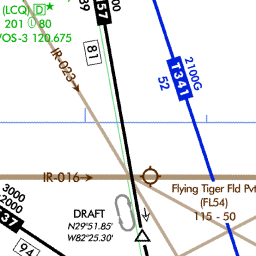 (LCQ) D★
201 80
VOS-3 120.675
57
39
81
IR-023
2100G
T341
52
IR-016
3000
2000
37
94
DRAFT
N29°51.85'
W82°25.30'
Flying Tiger Fld Pvt
(FL54)
115 - 50